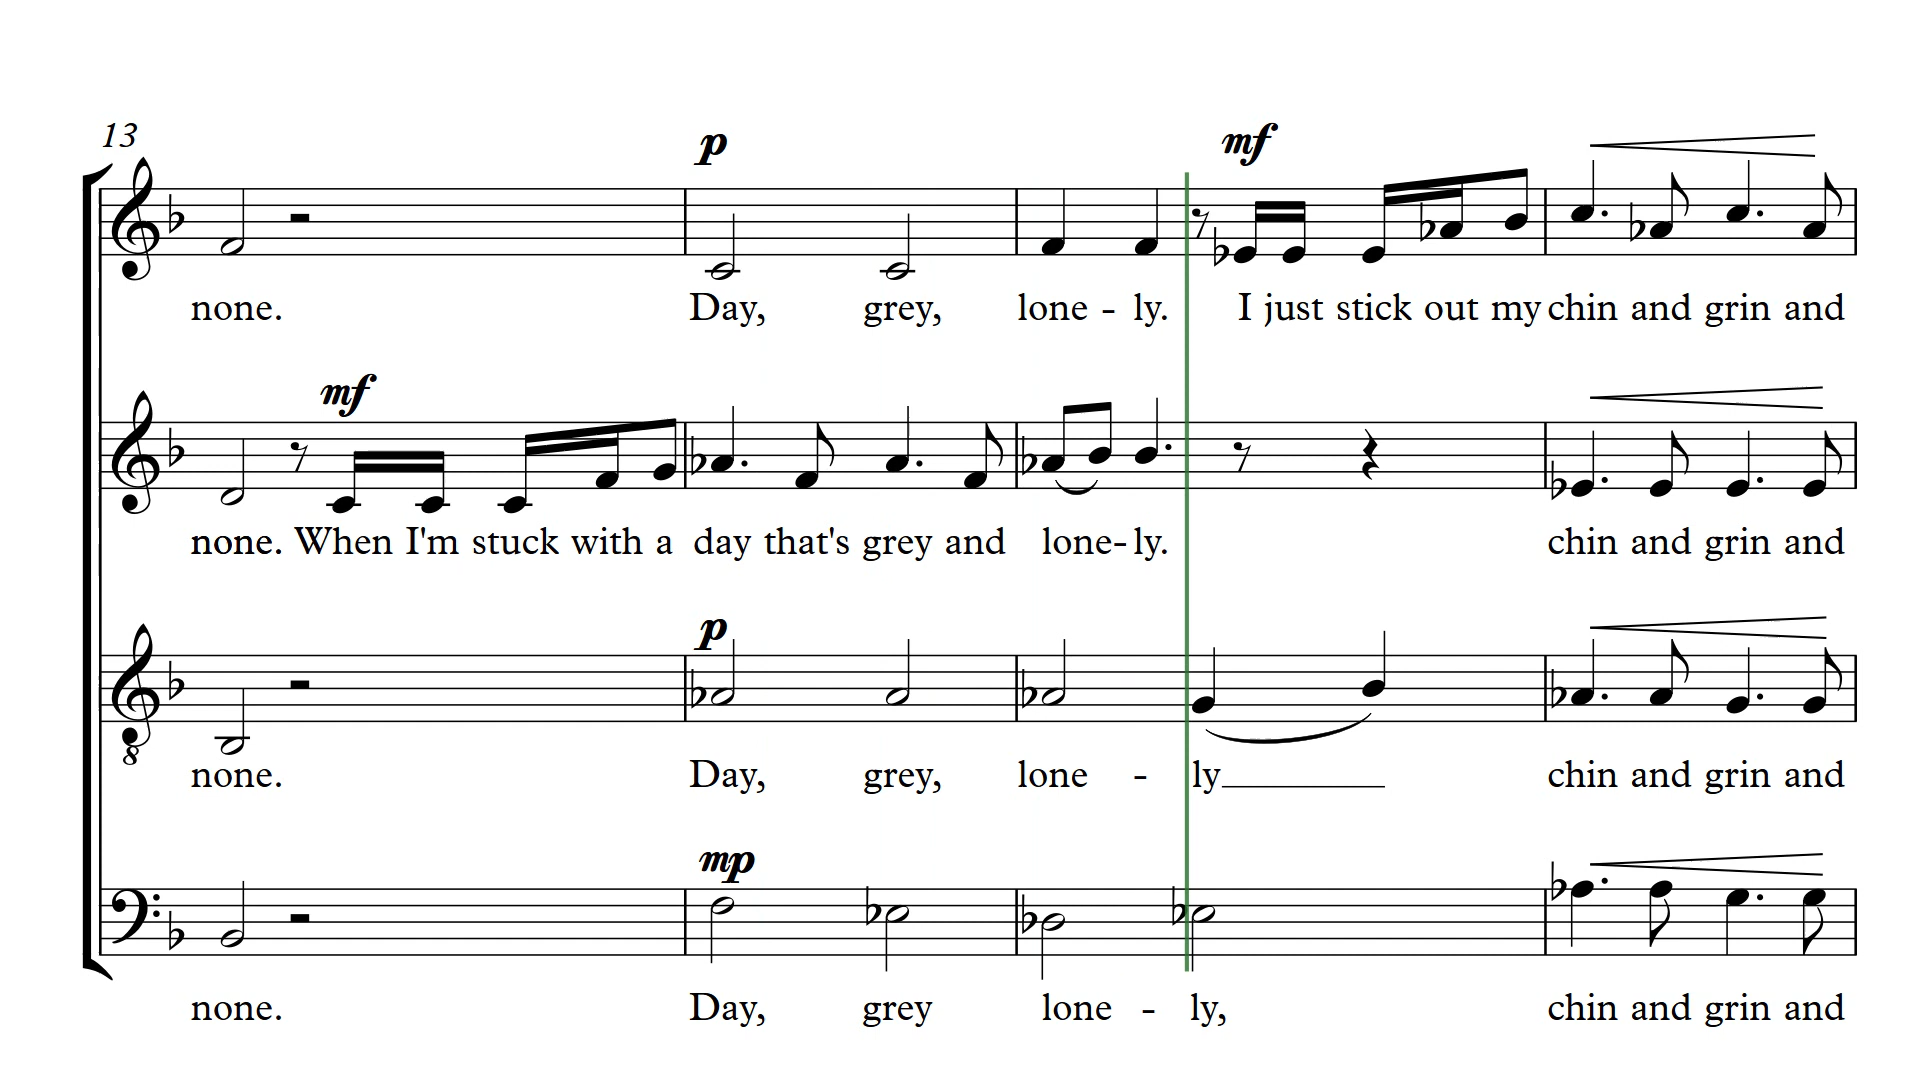 13
p mf
none. Day, grey, lone - ly. I just stick out my chin and grin and
mf
none. When I'm stuck with a day that's grey and lone- ly. chin and grin and
p
8
none. Day, grey, lone - ly chin and grin and
mp
none. Day, grey lone - ly, chin and grin and